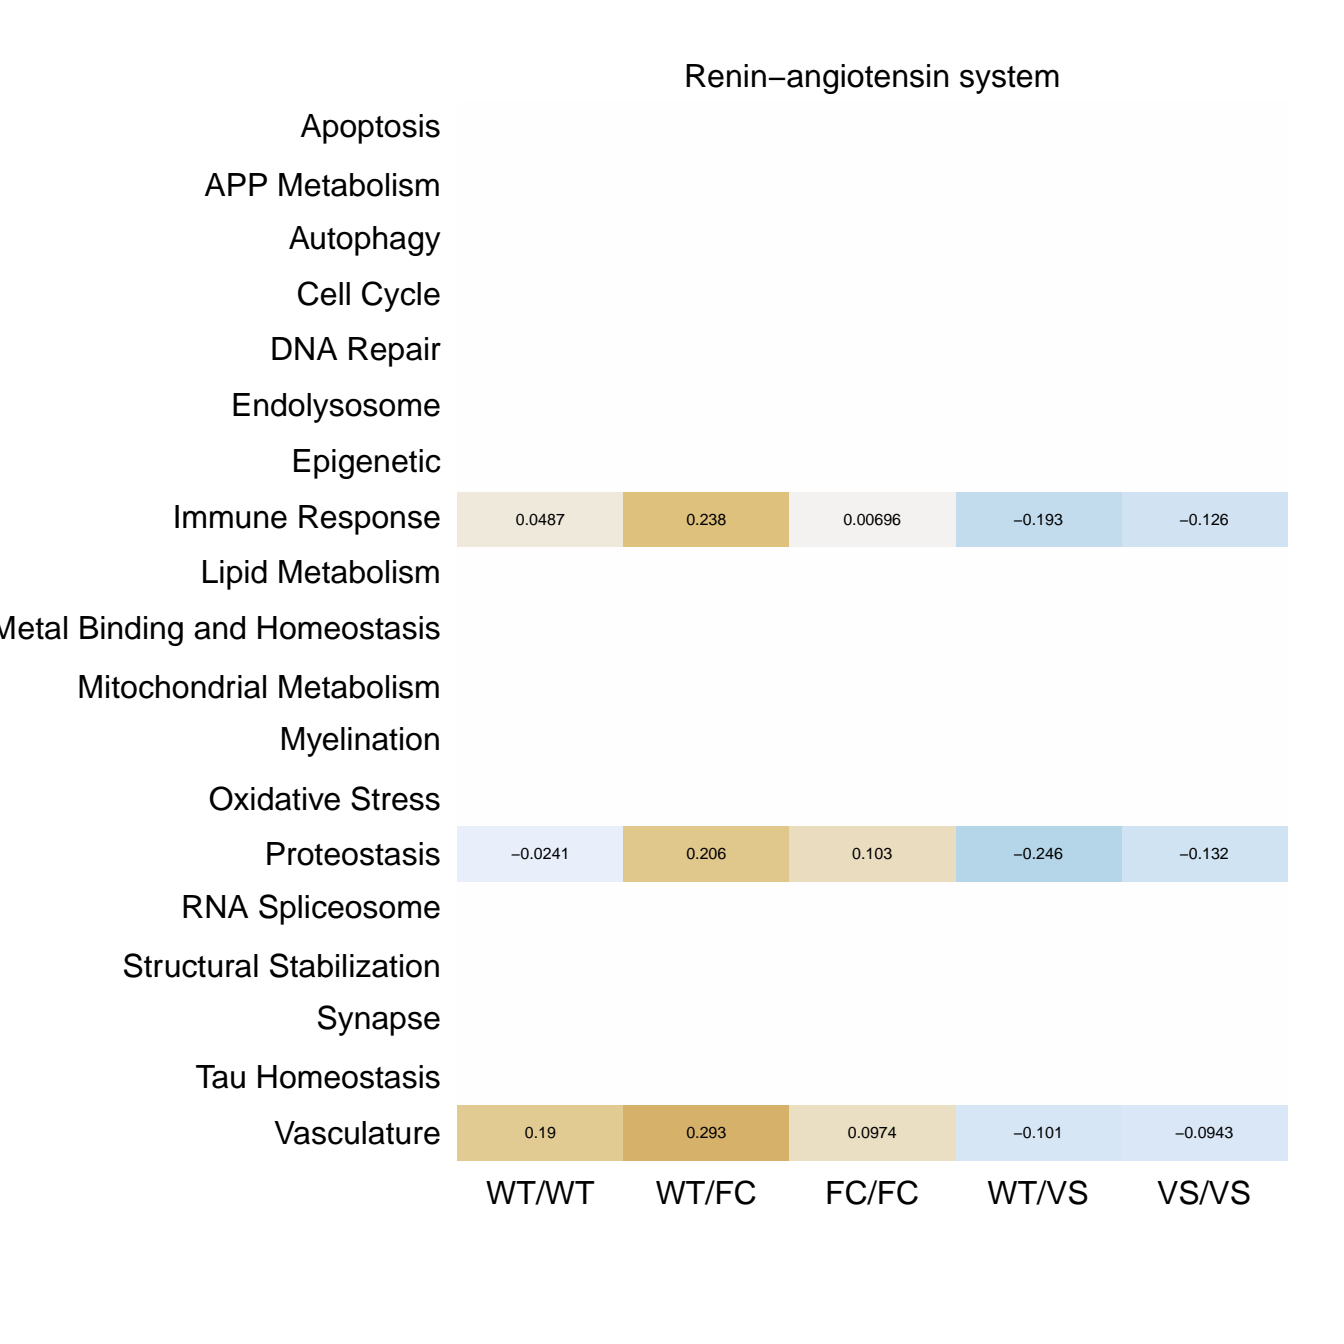 Renin−angiotensin system
Apoptosis
APP Metabolism
Autophagy
Cell Cycle
DNA Repair
Endolysosome
Epigenetic
Immune Response 0.0487 0.238 0.00696 −0.193 −0.126
Lipid Metabolism
Metal Binding and Homeostasis
Mitochondrial Metabolism
Myelination
Oxidative Stress
Proteostasis −0.0241 0.206 0.103 −0.246 −0.132
RNA Spliceosome
Structural Stabilization
Synapse
Tau Homeostasis
Vasculature 0.19 0.293 0.0974 −0.101 −0.0943
WT/WT WT/FC FC/FC WT/VS VS/VS